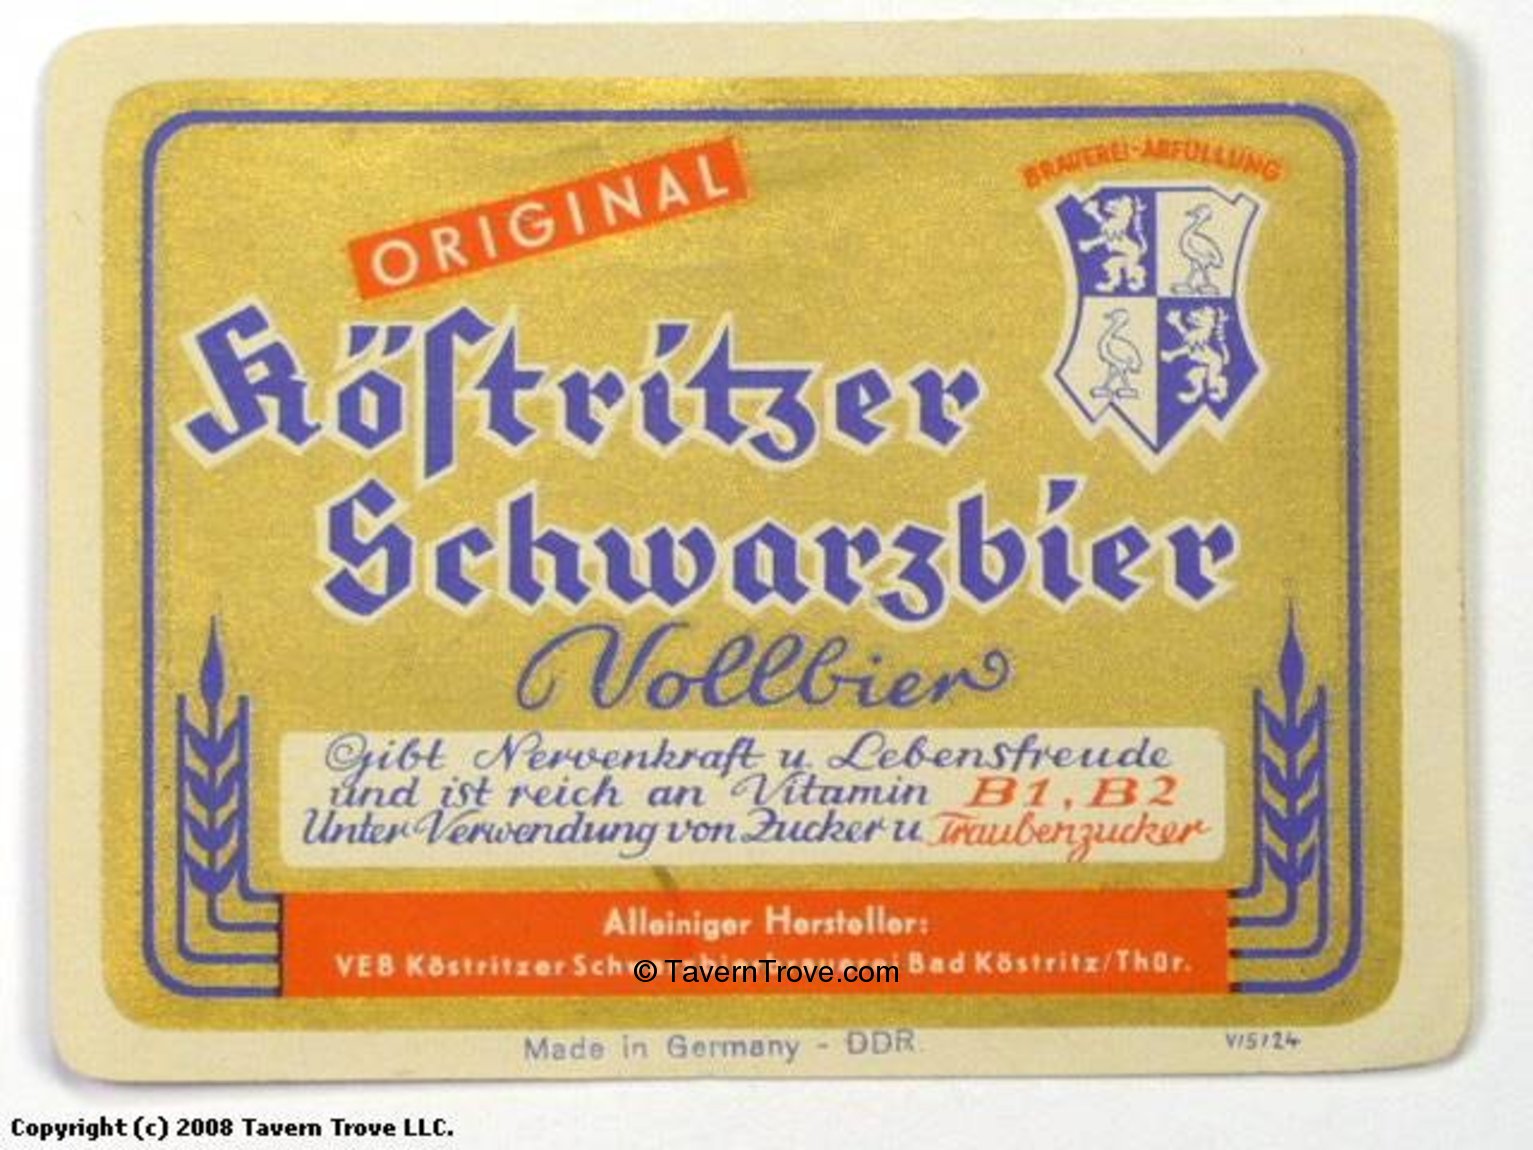 ORIGINAL
BRAUEREI-ABFÜLLUNG
Köstritzer
Schwarzbier
Vollbier
Gibt Nervenkraft u. Lebensfreude
und ist reich an Vitamin B1, B2
Unter Verwendung von Zucker u. Traubenzucker
Alleiniger Hersteller:
VEB Köstritzer Bad Köstritz/Thür.
© TavernTrove.com
Made in Germany - DDR.
V/5/24
Copyright (c) 2008 Tavern Trove LLC.